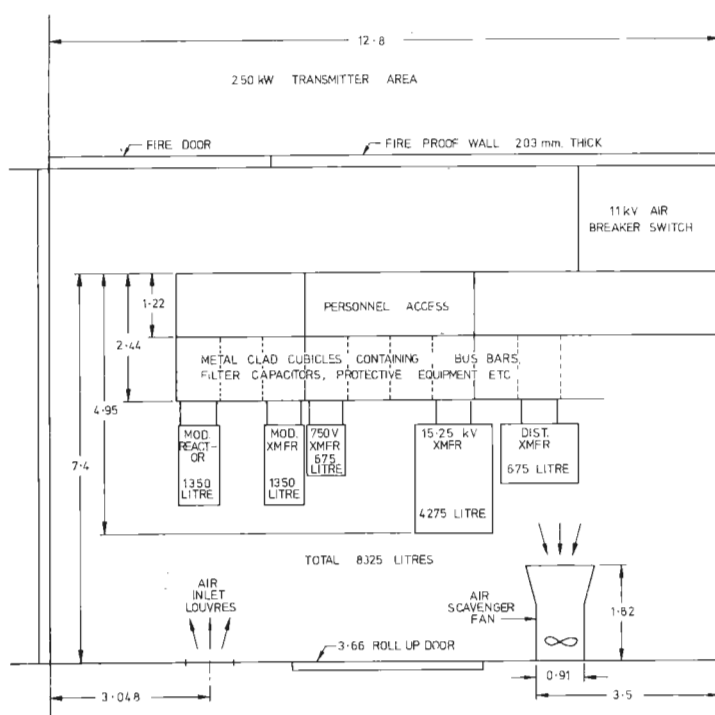 12·8
250 kW TRANSMITTER AREA
FIRE DOOR
FIRE PROOF WALL 203 mm. THICK
11 kV AIR
BREAKER SWITCH
1·22
PERSONNEL ACCESS
2·44
METAL CLAD CUBICLES CONTAINING BUS BARS,
FILTER CAPACITORS, PROTECTIVE EQUIPMENT ETC
4·95
7·4
MOD.
REACT-
OR
1350
LITRE
MOD.
XMFR
1350
LITRE
750V
XMFR
675
LITRE
15·25 kV
XMFR
4275 LITRE
DIST.
XMFR
675 LITRE
TOTAL 8325 LITRES
AIR
INLET
LOUVRES
AIR
SCAVENGER
FAN
1·82
3·66 ROLL UP DOOR
0·91
3·048
3·5